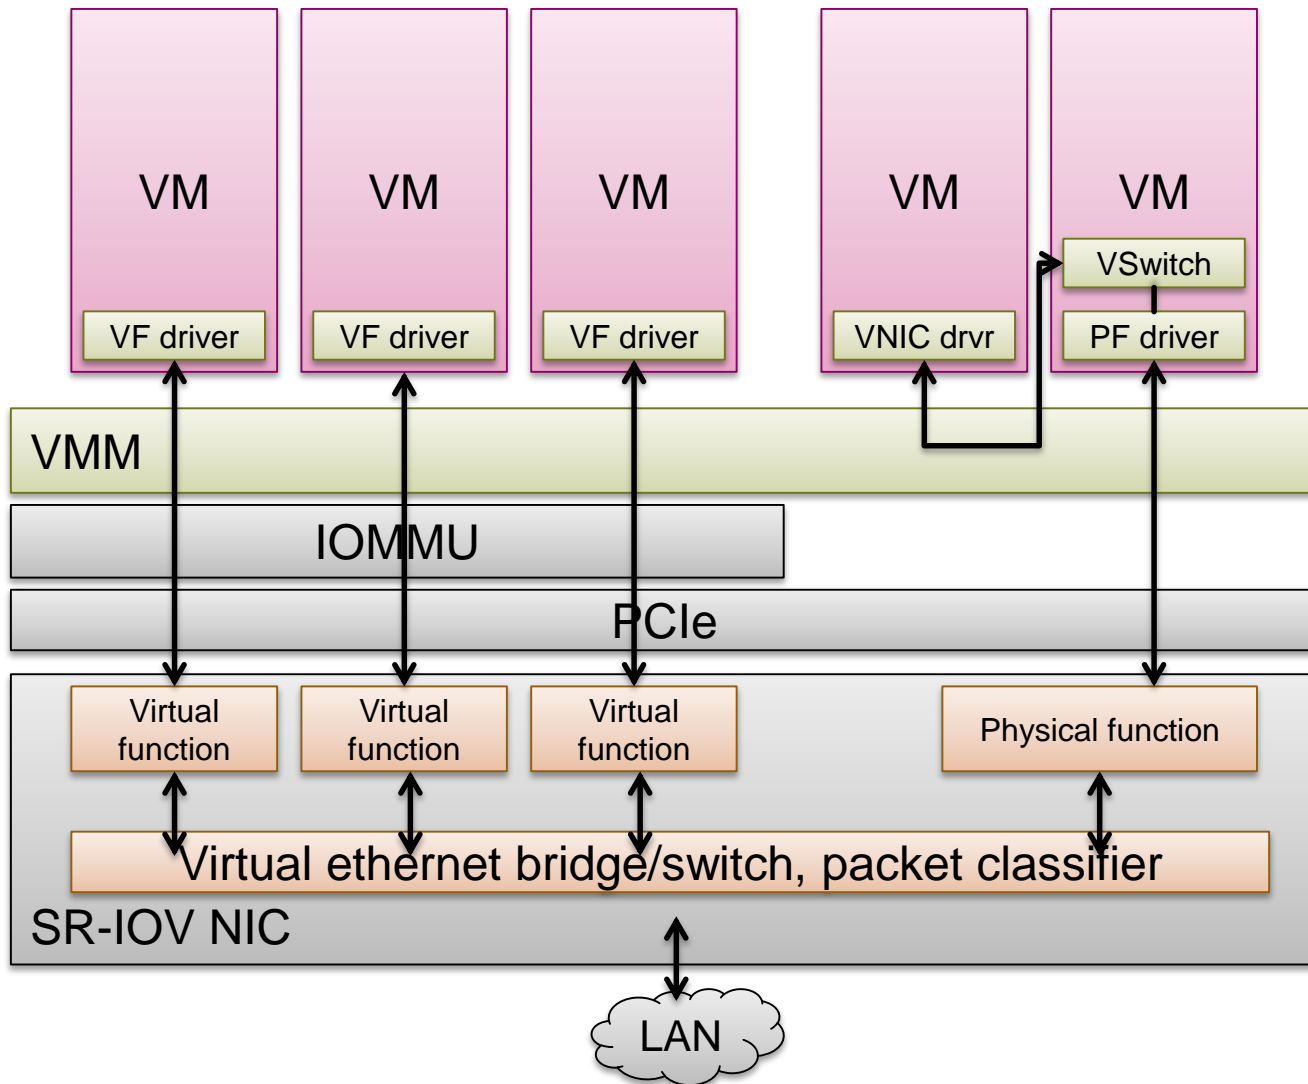 VM
VM
VM
VM
VM
VSwitch
VF driver
VF driver
VF driver
VNIC drvr
PF driver
VMM
IOMMU
PCIe
Virtual
function
Virtual
function
Virtual
function
Physical function
Virtual ethernet bridge/switch, packet classifier
SR-IOV NIC
LAN